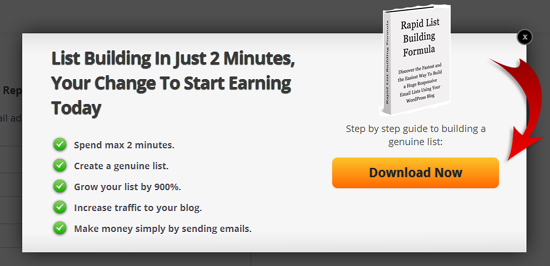 List Building In Just 2 Minutes,
Your Change To Start Earning
Today
Spend max 2 minutes.
Create a genuine list.
Grow your list by 900%.
Increase traffic to your blog.
Make money simply by sending emails.
Rapid List
Building
Formula
Discover the Fastest and
the Easiest Way To Build
a Huge Responsive
Email Lists Using Your
WordPress Blog
Rapid List Building Formula
Step by step guide to building a
genuine list:
Download Now
x
Rep
ail ad